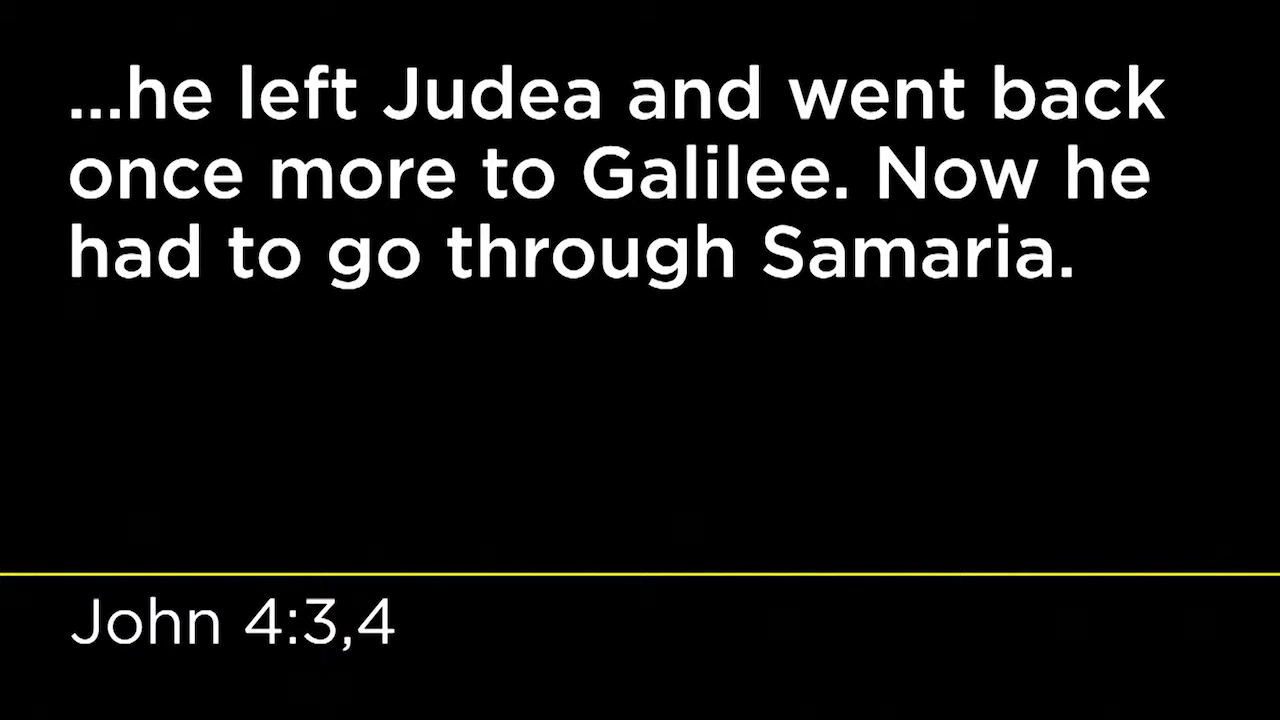 ...he left Judea and went back
once more to Galilee. Now he
had to go through Samaria.
John 4:3,4